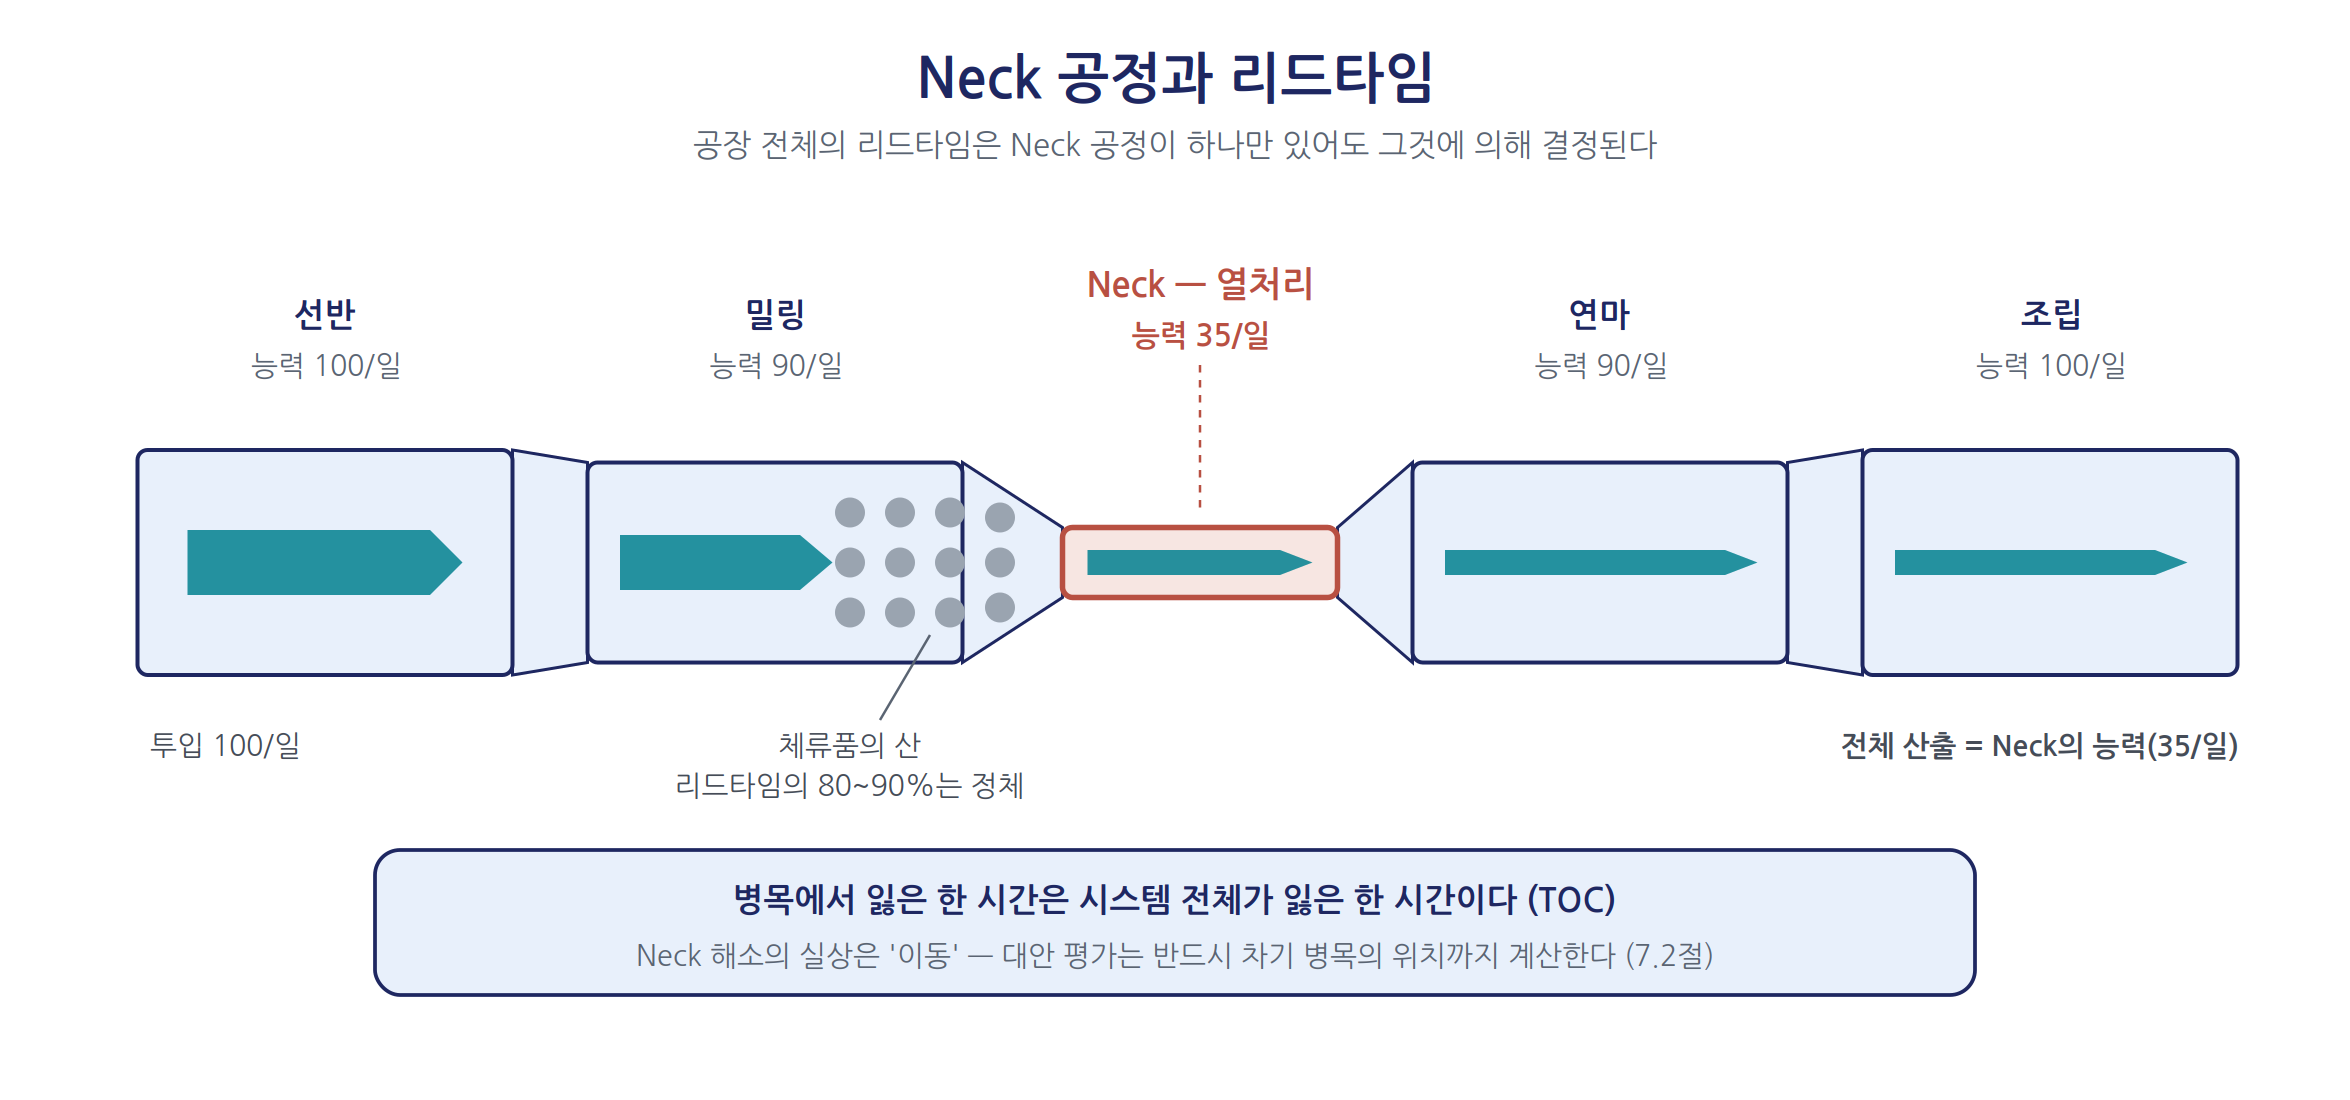 Neck 공정과 리드타임
공장 전체의 리드타임은 Neck 공정이 하나만 있어도 그것에 의해 결정된다
선반
능력 100/일
밀링
능력 90/일
Neck — 열처리
능력 35/일
연마
능력 90/일
조립
능력 100/일
투입 100/일
체류품의 산
리드타임의 80~90%는 정체
전체 산출 = Neck의 능력(35/일)
병목에서 잃은 한 시간은 시스템 전체가 잃은 한 시간이다 (TOC)
Neck 해소의 실상은 '이동' — 대안 평가는 반드시 차기 병목의 위치까지 계산한다 (7.2절)